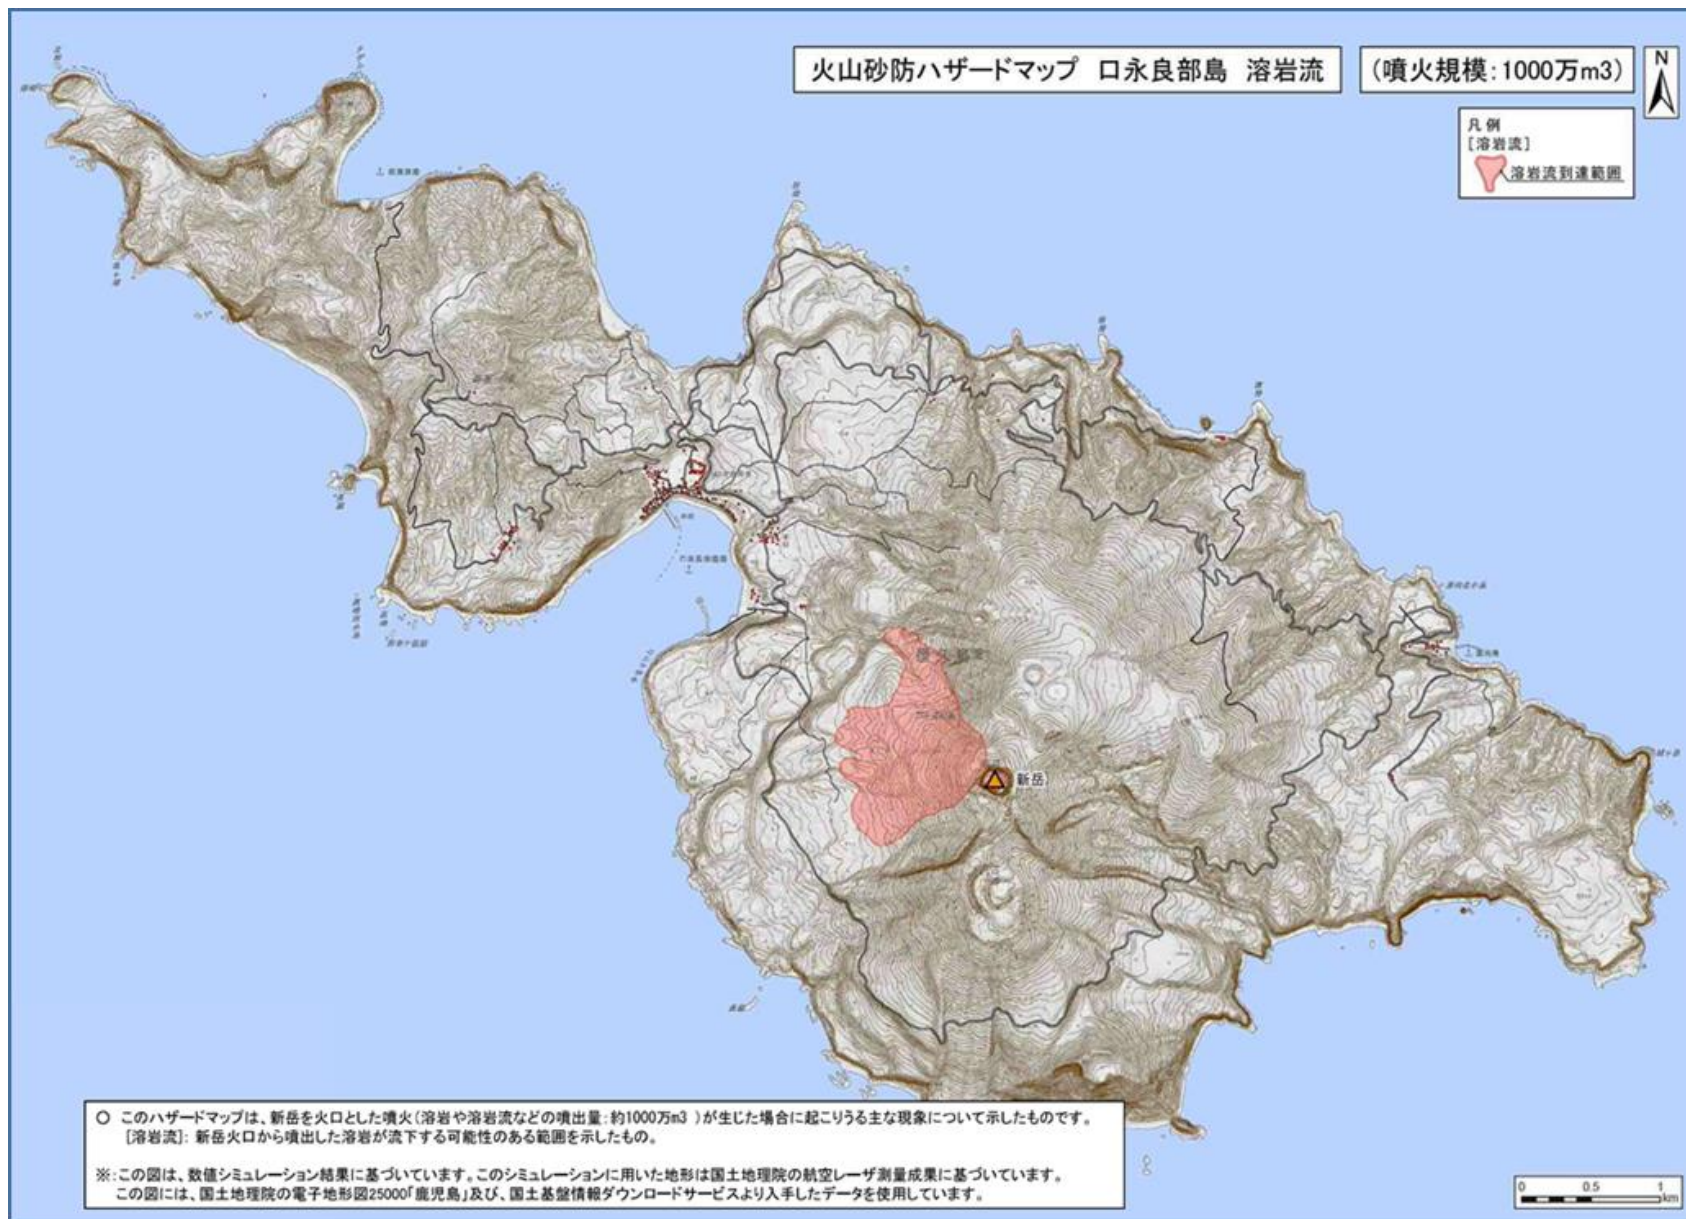 火山砂防ハザードマップ 口永良部島 溶岩流
(噴火規模:1000万m3)
N
凡例
[溶岩流]
溶岩流到達範囲
新岳
○ このハザードマップは、新岳を火口とした噴火(溶岩や溶岩流などの噴出量:約1000万m3 )が生じた場合に起こりうる主な現象について示したものです。
[溶岩流]: 新岳火口から噴出した溶岩が流下する可能性のある範囲を示したもの。
※:この図は、数値シミュレーション結果に基づいています。このシミュレーションに用いた地形は国土地理院の航空レーザ測量成果に基づいています。
この図には、国土地理院の電子地形図25000「鹿児島」及び、国土基盤情報ダウンロードサービスより入手したデータを使用しています。
0 0.5 1
km